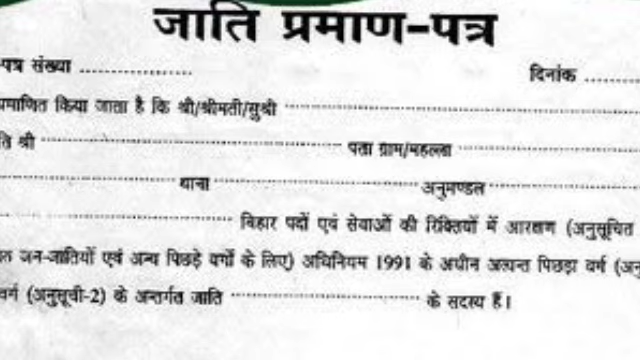 जाति प्रमाण-पत्र
पत्र संख्या ........................ दिनांक ..........
प्रमाणित किया जाता है कि श्री/श्रीमती/सुश्री ........................
श्री ........................ पता ग्राम/महल्ला ........................
........................ थाना ........................ अनुमण्डल ........................
........................ बिहार पदों एवं सेवाओं की रिक्तियों में आरक्षण (अनुसूचित
जन-जातियों एवं अन्य पिछड़े वर्गों के लिए) अधिनियम 1991 के अधीन अत्यन्त पिछड़ा वर्ग (अनु
वर्ग (अनुसूची-2) के अन्तर्गत जाति ........................ के सदस्य हैं।